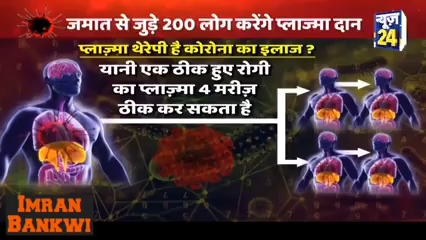 जमात से जुड़े 200 लोग करेंगे प्लाज्मा दान
न्यूज़
24
प्लाज़्मा थेरेपी है कोरोना का इलाज ?
यानी एक ठीक हुए रोगी
का प्लाज़्मा 4 मरीज़
ठीक कर सकता है
IMRAN
BANKWI